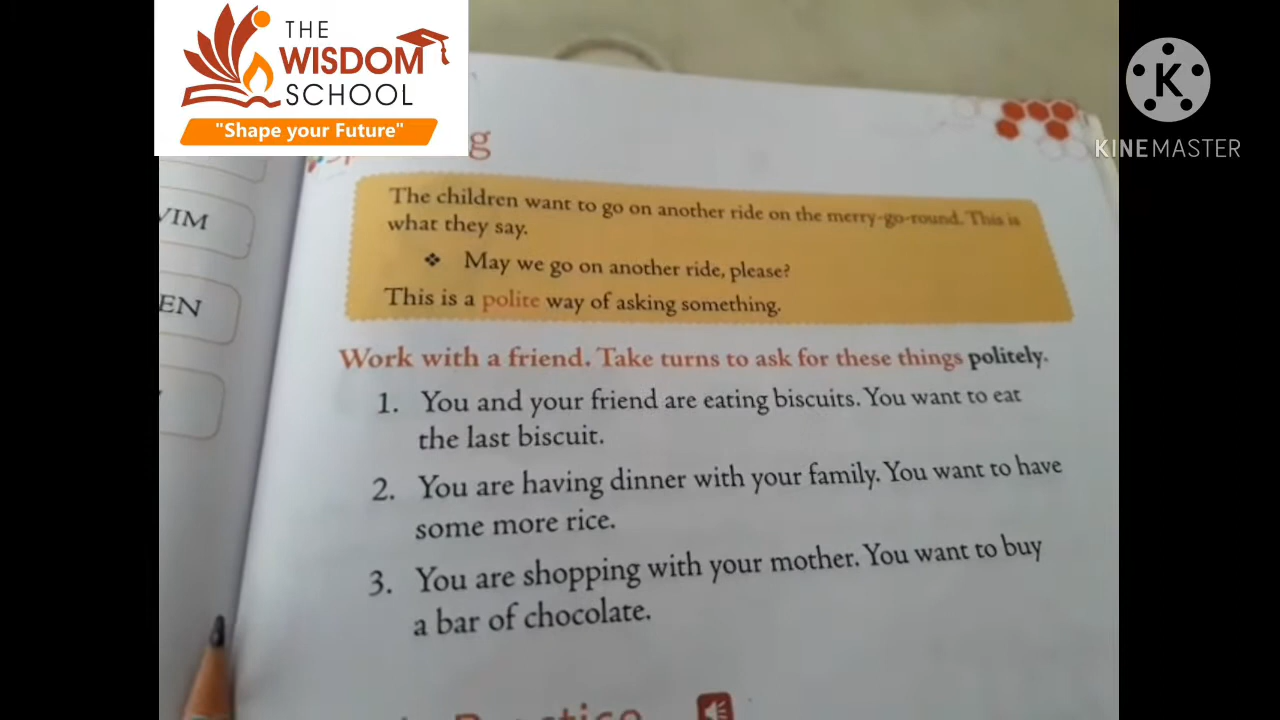 THE
WISDOM
SCHOOL
"Shape your Future"
K
KINEMASTER
VIM
EN
g
The children want to go on another ride on the merry-go-round. This is
what they say.
❖ May we go on another ride, please?
This is a polite way of asking something.
Work with a friend. Take turns to ask for these things politely.
1. You and your friend are eating biscuits. You want to eat
the last biscuit.
2. You are having dinner with your family. You want to have
some more rice.
3. You are shopping with your mother. You want to buy
a bar of chocolate.